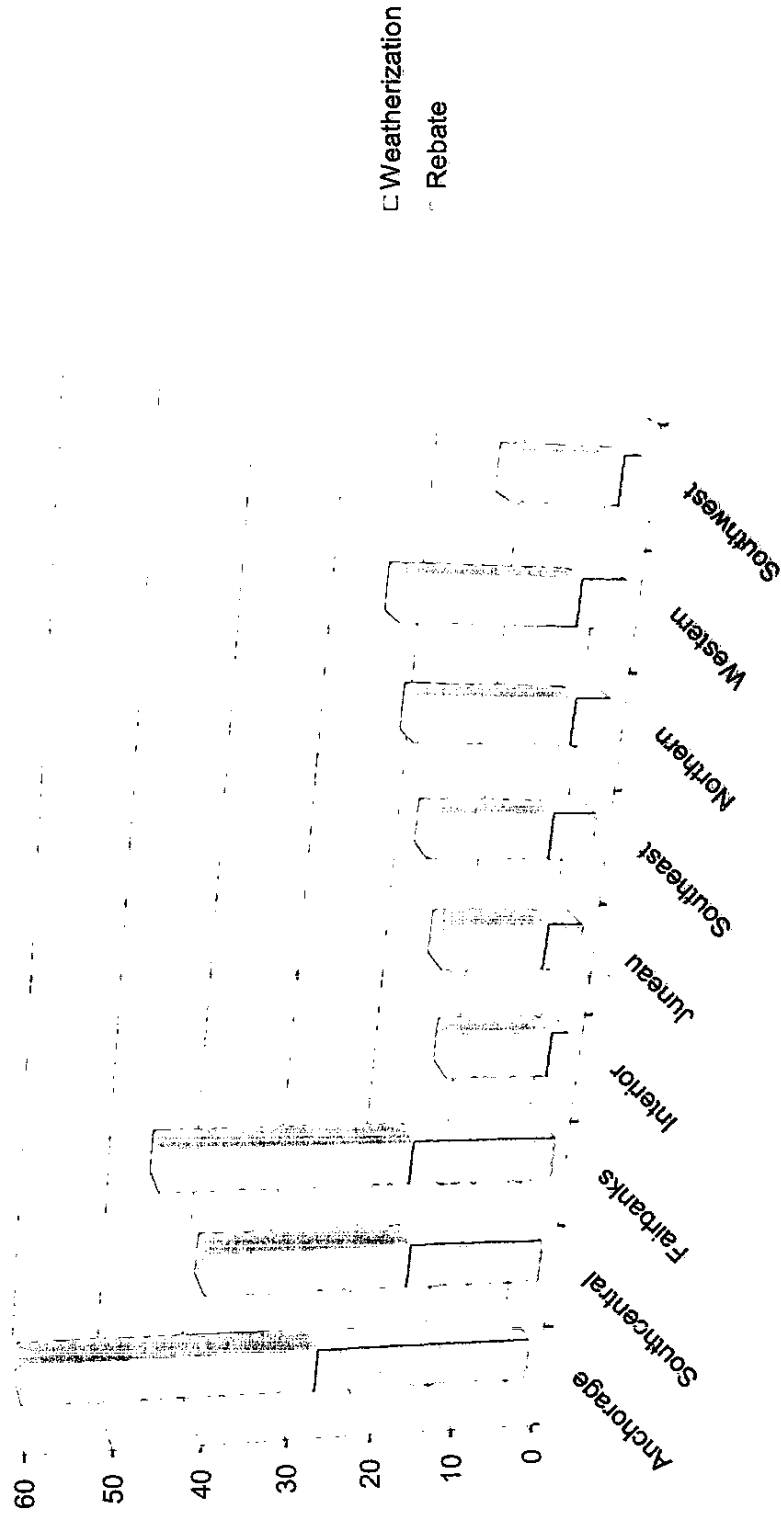 60
50
40
30
20
10
0
Anchorage
Southcentral
Fairbanks
Interior
Juneau
Southeast
Northern
Western
Southwest
Weatherization
Rebate